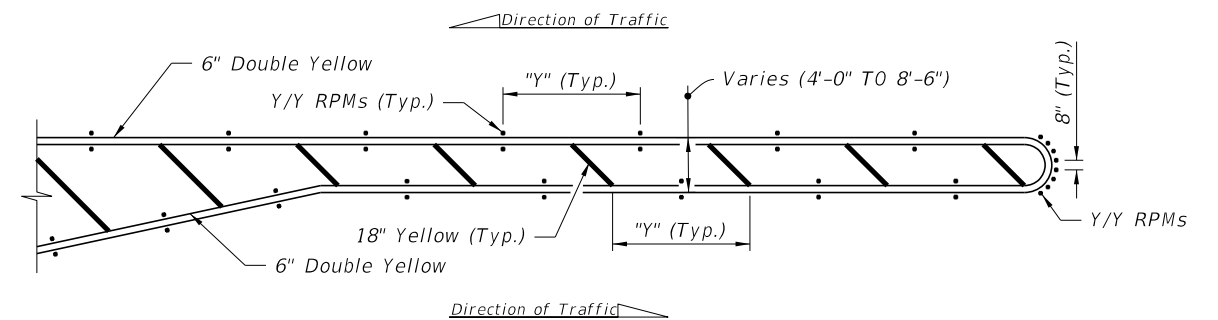 Direction of Traffic
6" Double Yellow
"Y" (Typ.)
Varies (4'-0" TO 8'-6")
8" (Typ.)
Y/Y RPMs (Typ.)
18" Yellow (Typ.)
"Y" (Typ.)
Y/Y RPMs
6" Double Yellow
Direction of Traffic